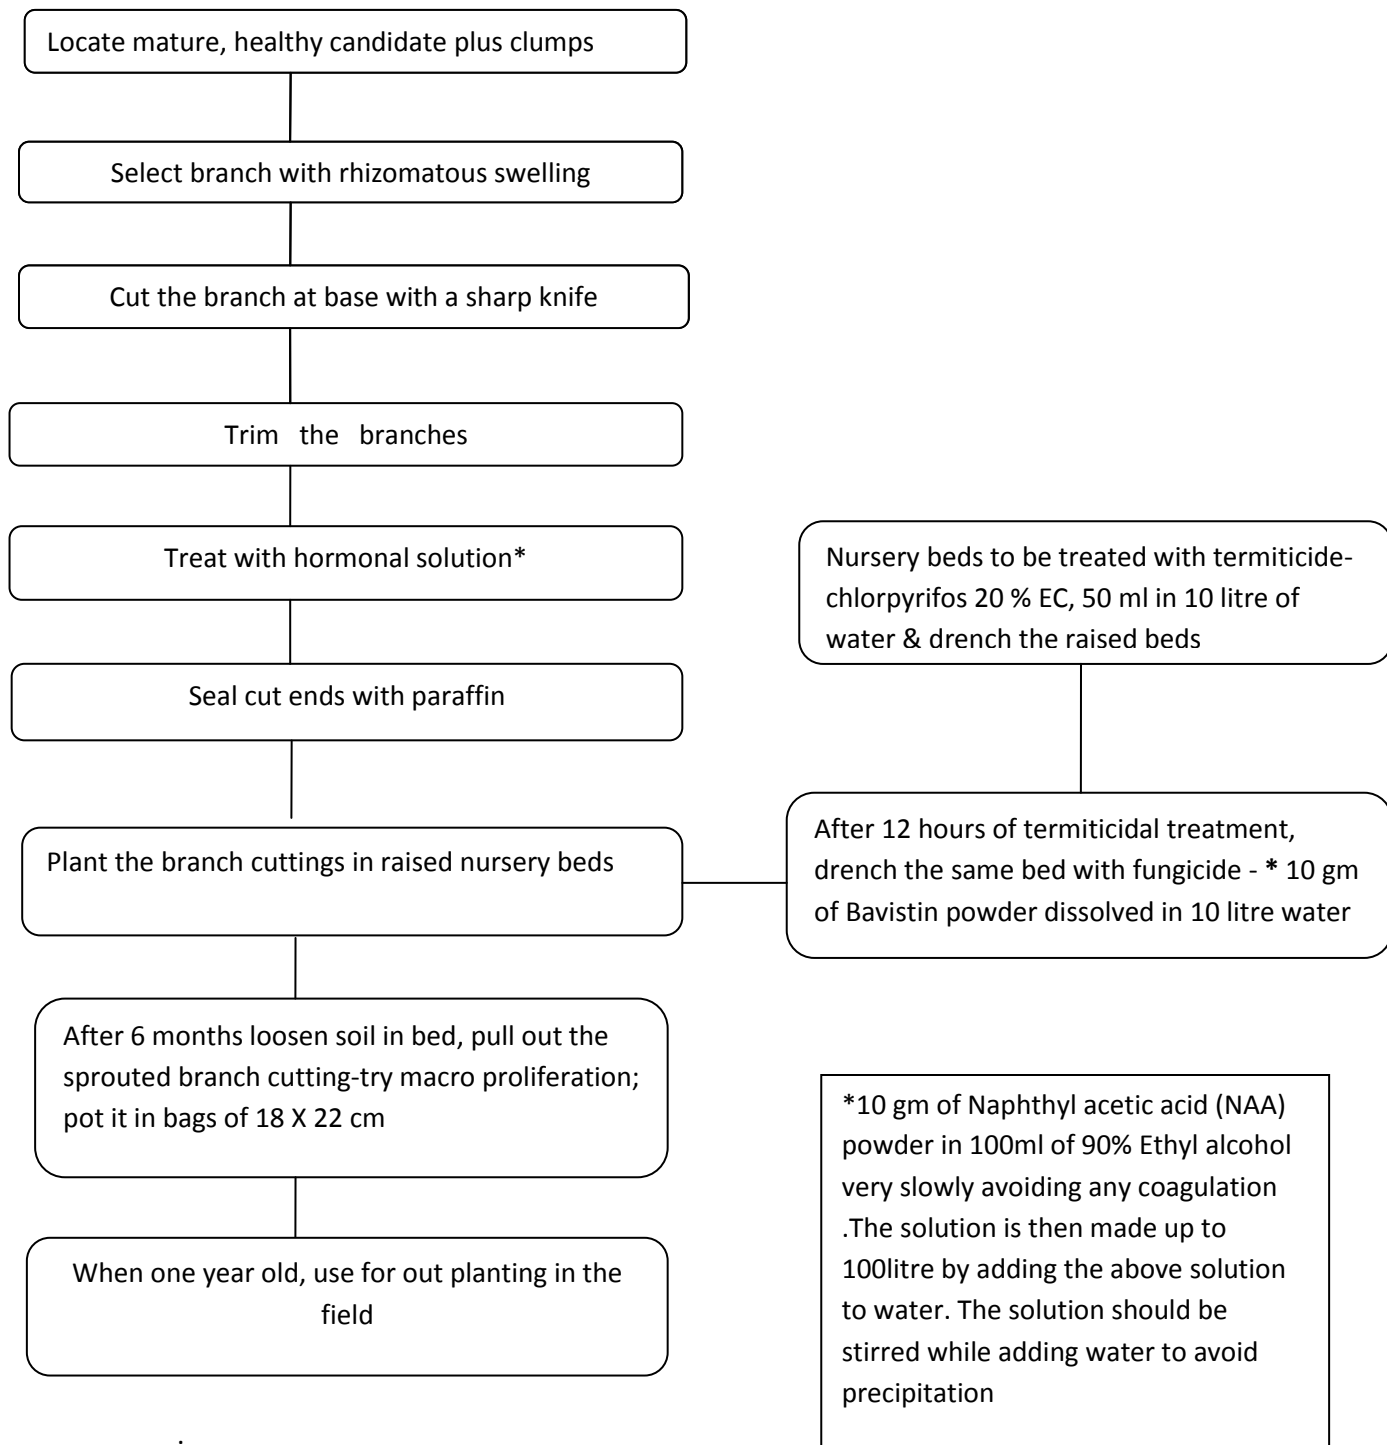 Locate mature, healthy candidate plus clumps
Select branch with rhizomatous swelling
Cut the branch at base with a sharp knife
Trim the branches
Treat with hormonal solution*
Seal cut ends with paraffin
Plant the branch cuttings in raised nursery beds
After 6 months loosen soil in bed, pull out the
sprouted branch cutting-try macro proliferation;
pot it in bags of 18 X 22 cm
When one year old, use for out planting in the
field
Nursery beds to be treated with termiticide-
chlorpyrifos 20 % EC, 50 ml in 10 litre of
water & drench the raised beds
After 12 hours of termiticidal treatment,
drench the same bed with fungicide - * 10 gm
of Bavistin powder dissolved in 10 litre water
*10 gm of Naphthyl acetic acid (NAA)
powder in 100ml of 90% Ethyl alcohol
very slowly avoiding any coagulation
.The solution is then made up to
100litre by adding the above solution
to water. The solution should be
stirred while adding water to avoid
precipitation